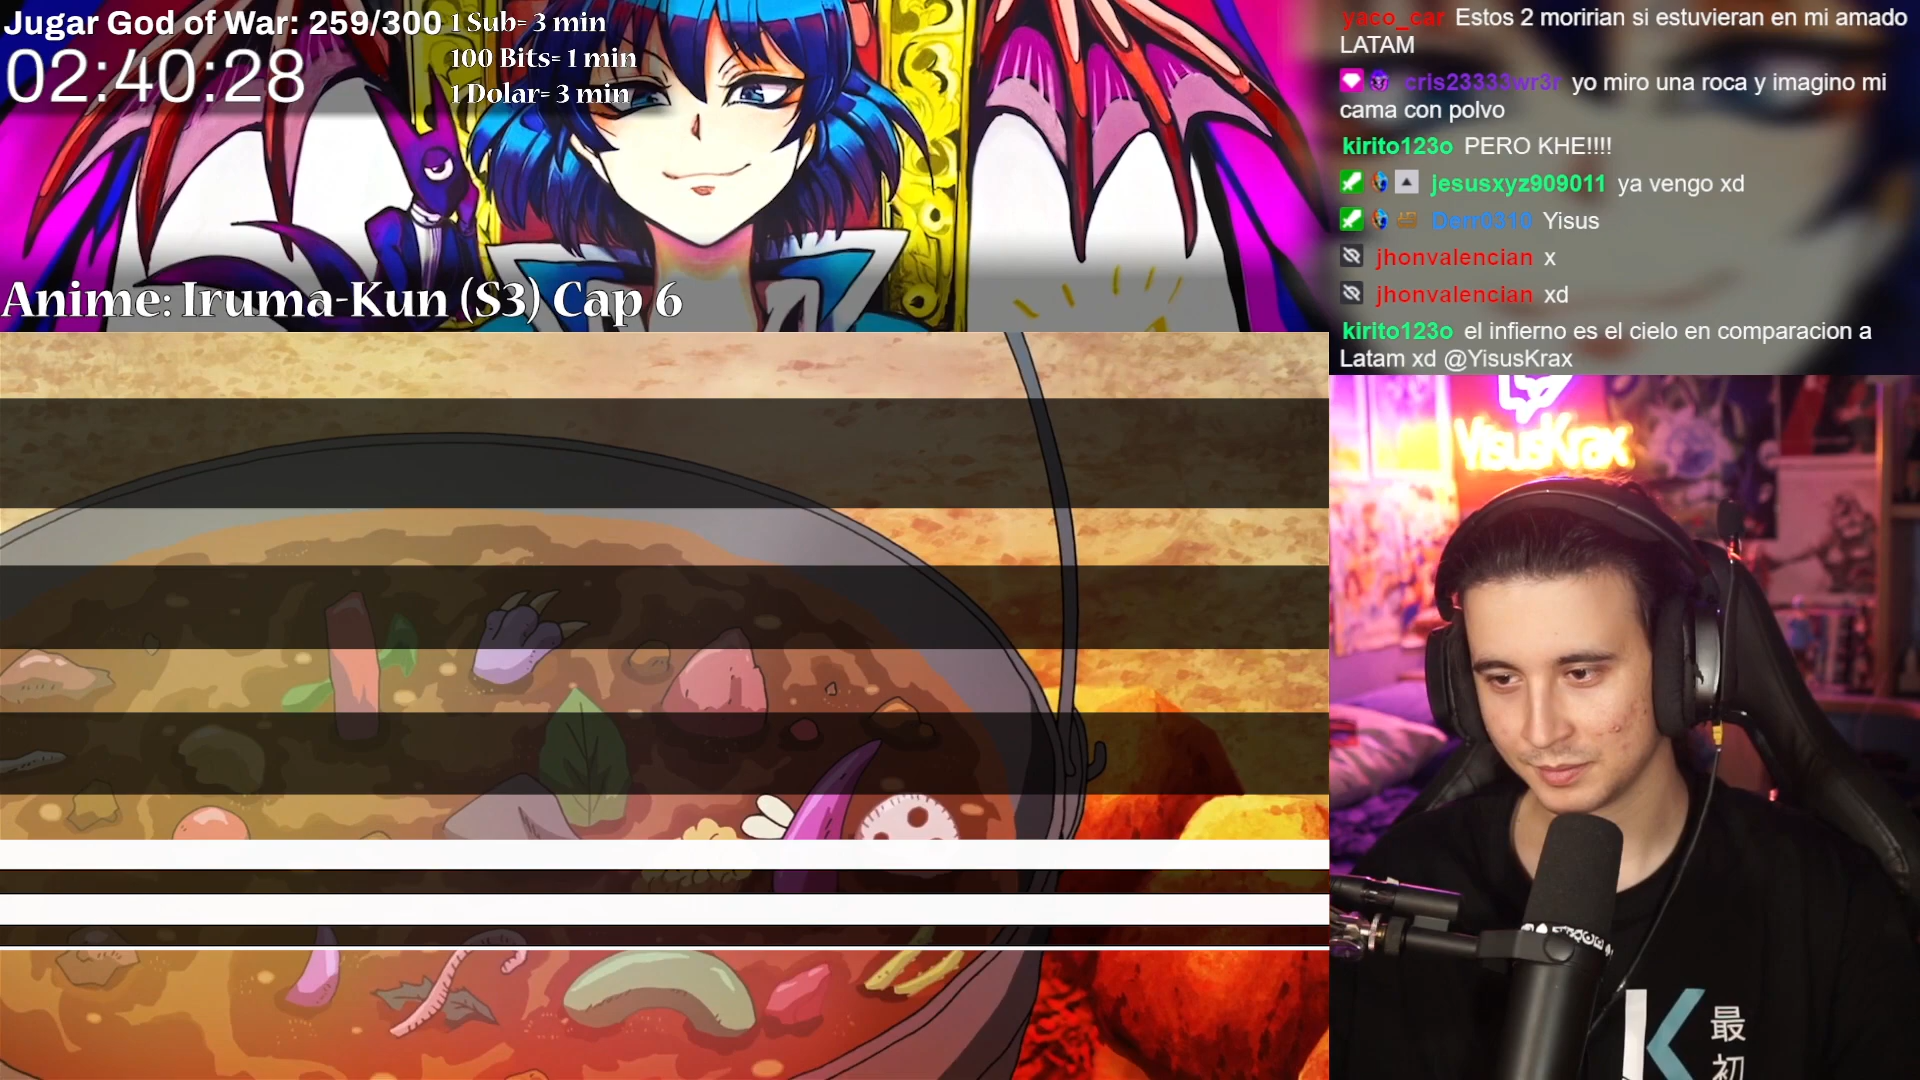 Jugar God of War: 259/300
02:40:28
1 Sub= 3 min
100 Bits= 1 min
1 Dolar= 3 min
Anime: Iruma-Kun (S3) Cap 6
yaco_car Estos 2 moririan si estuvieran en mi amado
LATAM
cris23333wr3r yo miro una roca y imagino mi
cama con polvo
kirito123o PERO KHE!!!!
jesusxyz909011 ya vengo xd
Derr0310 Yisus
jhonvalencian x
jhonvalencian xd
kirito123o el infierno es el cielo en comparacion a
Latam xd @YisusKrax
YisusKrax
K
最
初